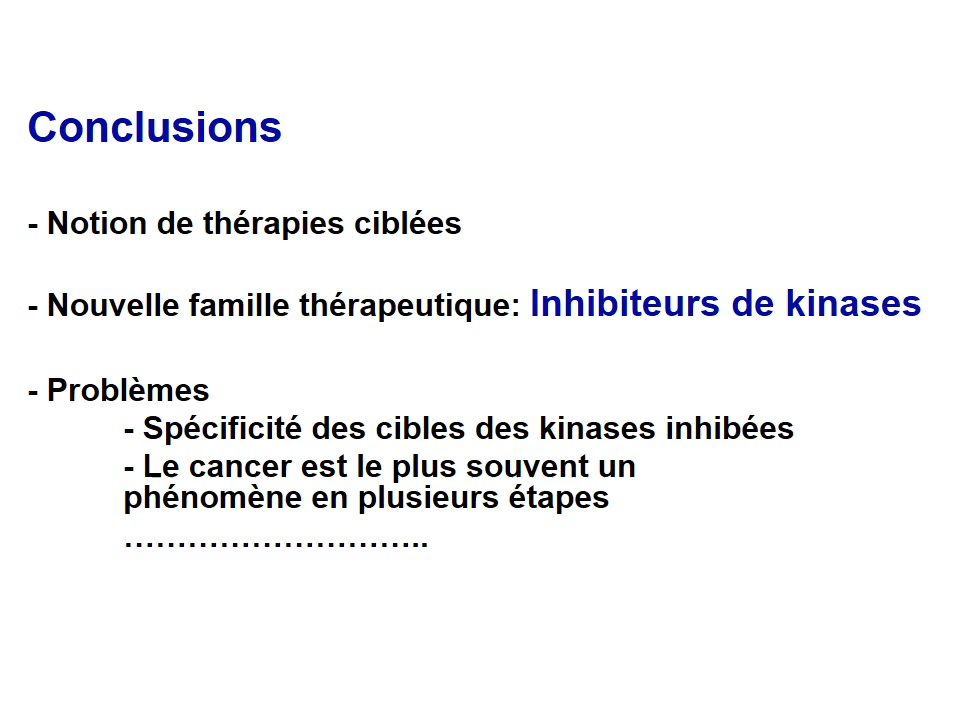 Conclusions
- Notion de thérapies ciblées
- Nouvelle famille thérapeutique: Inhibiteurs de kinases
- Problèmes
- Spécificité des cibles des kinases inhibées
- Le cancer est le plus souvent un
phénomène en plusieurs étapes
………………………..